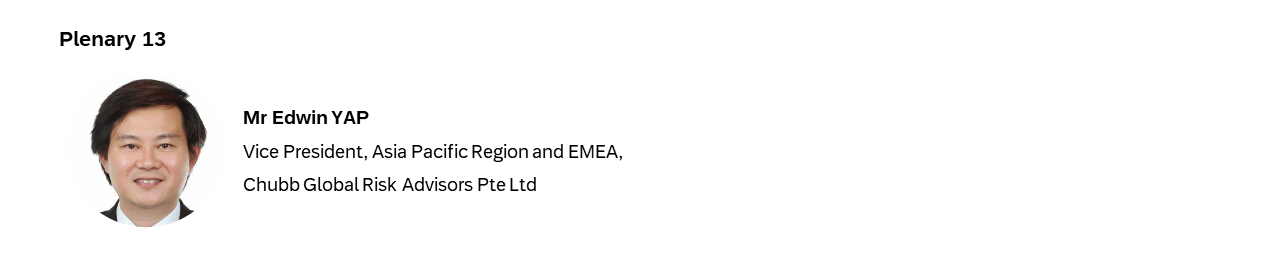 Plenary 13
Mr Edwin YAP
Vice President, Asia Pacific Region and EMEA,
Chubb Global Risk Advisors Pte Ltd